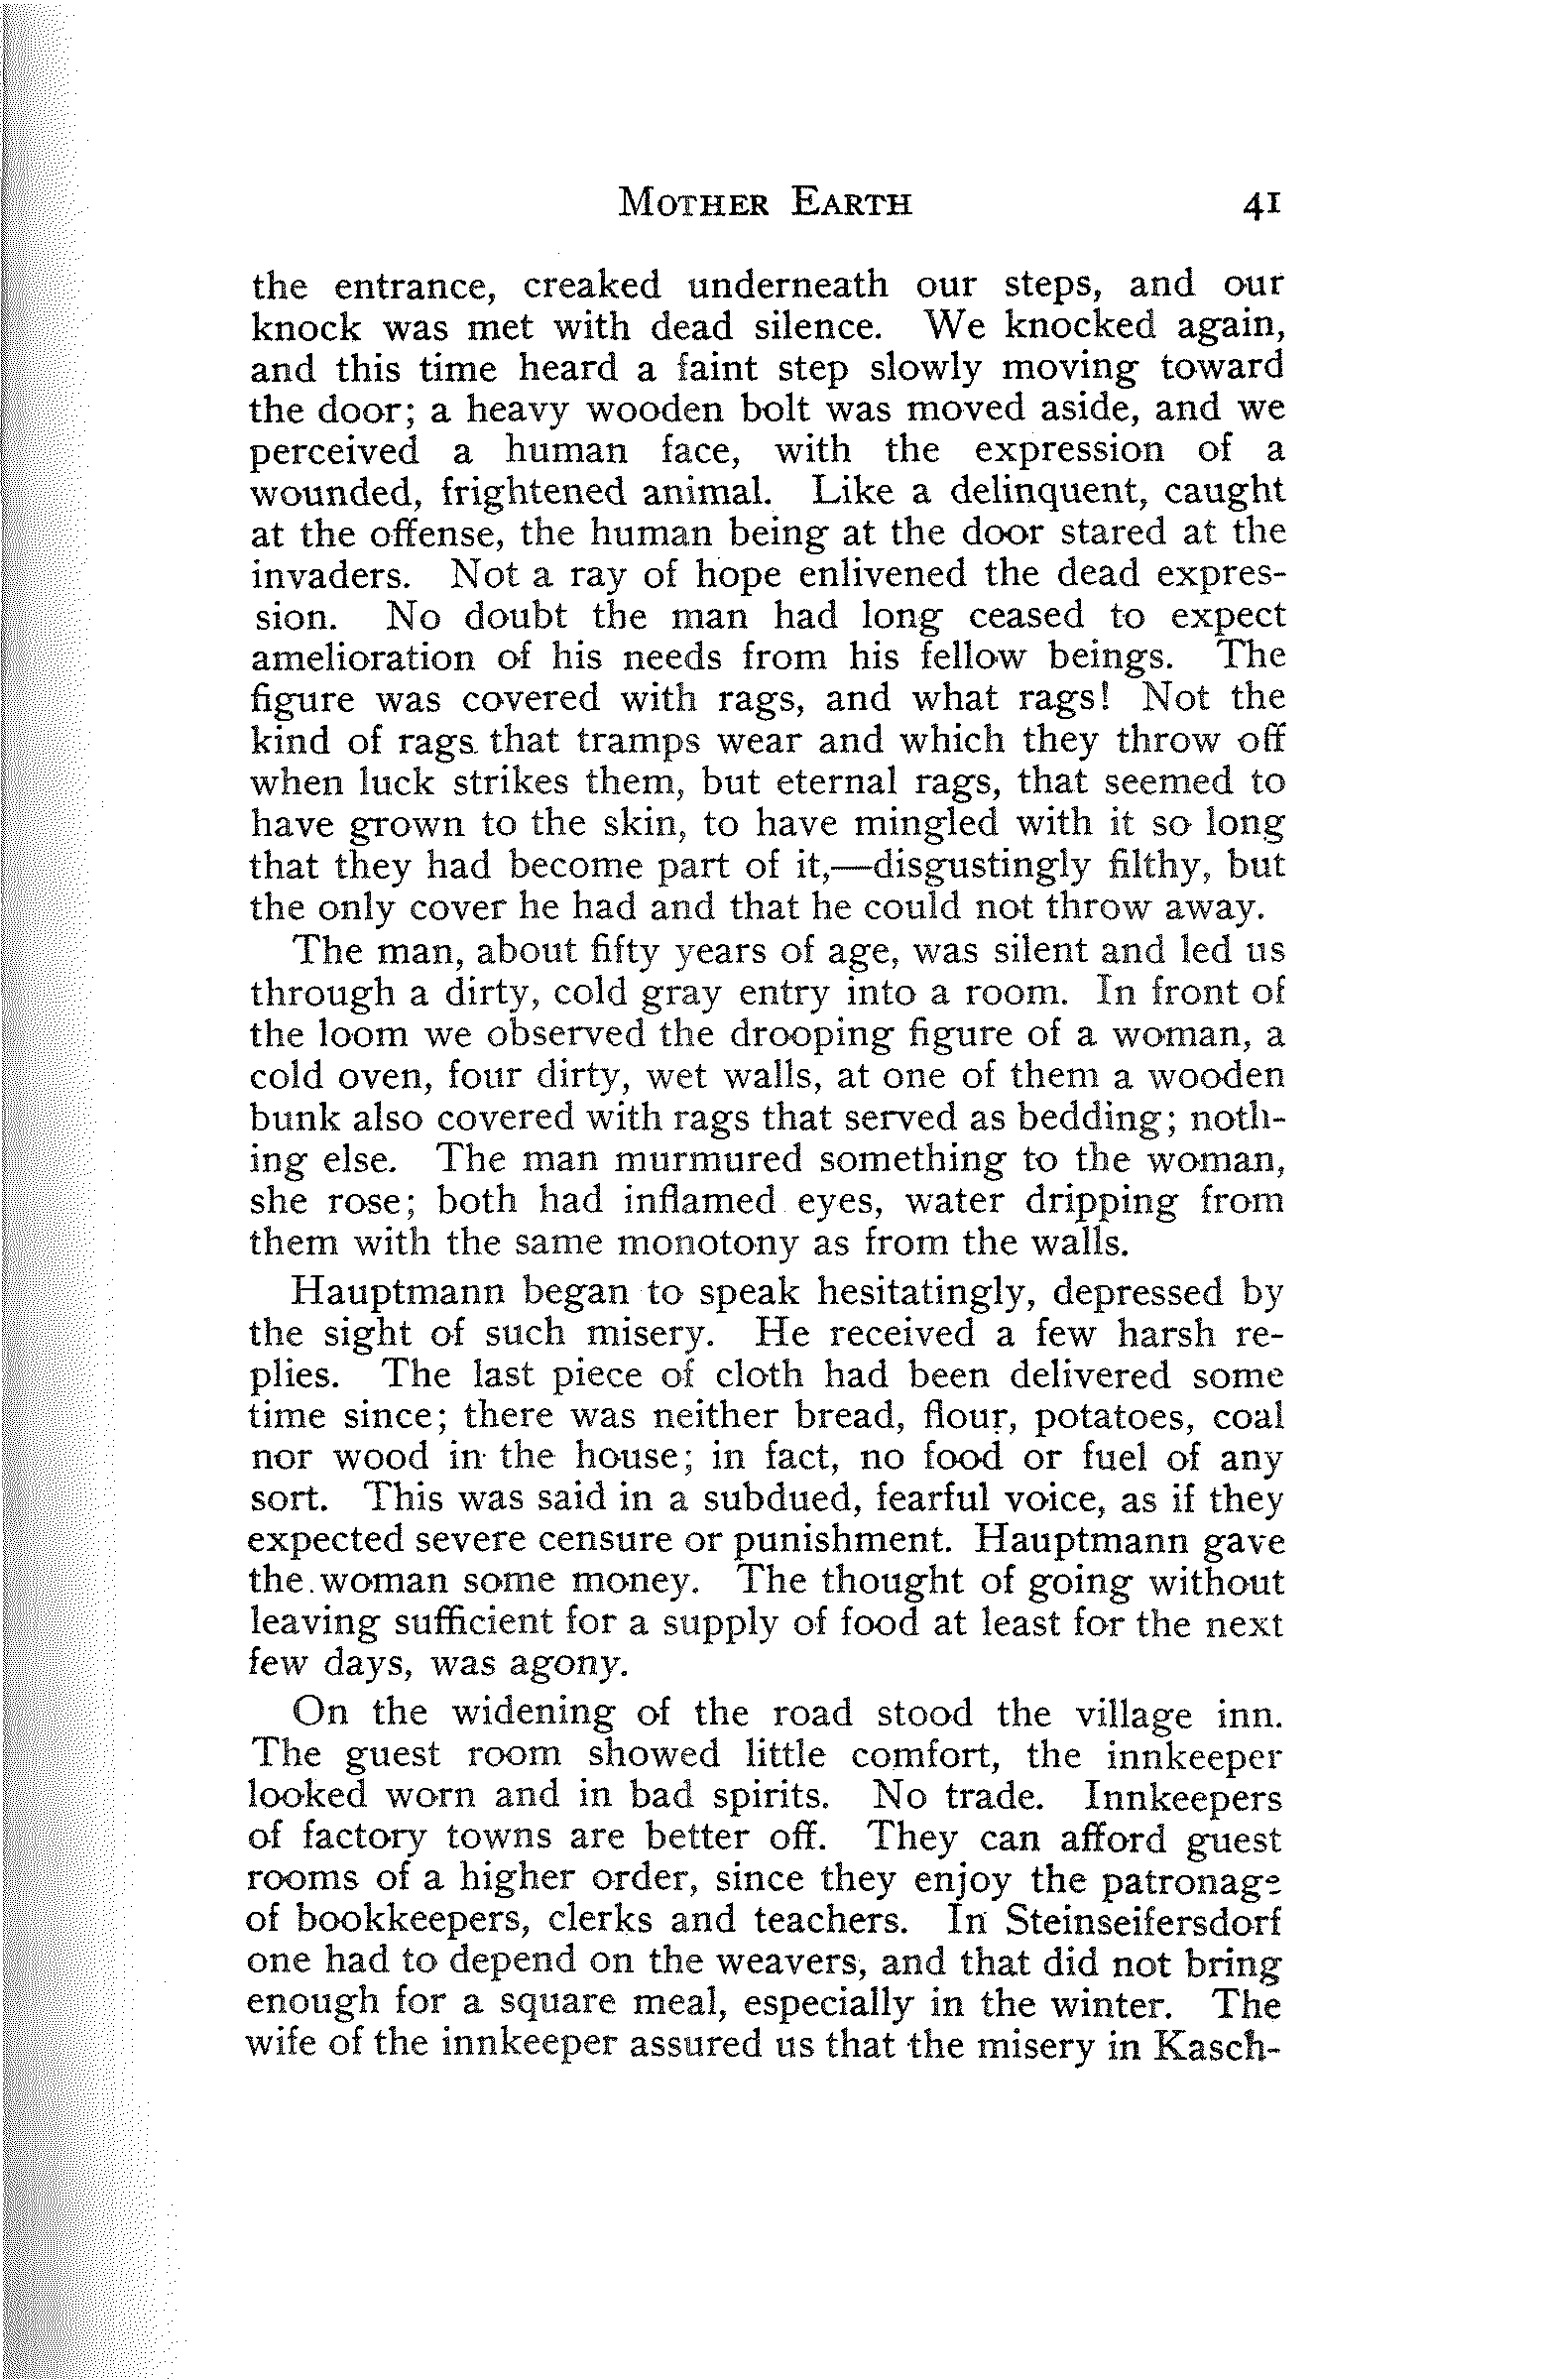 MOTHER EARTH 41
the entrance, creaked underneath our steps, and our
knock was met with dead silence. We knocked again,
and this time heard a faint step slowly moving toward
the door; a heavy wooden bolt was moved aside, and we
perceived a human face, with the expression of a
wounded, frightened animal. Like a delinquent, caught
at the offense, the human being at the door stared at the
invaders. Not a ray of hope enlivened the dead expres-
sion. No doubt the man had long ceased to expect
amelioration of his needs from his fellow beings. The
figure was covered with rags, and what rags! Not the
kind of rags that tramps wear and which they throw off
when luck strikes them, but eternal rags, that seemed to
have grown to the skin, to have mingled with it so long
that they had become part of it,—disgustingly filthy, but
the only cover he had and that he could not throw away.
The man, about fifty years of age, was silent and led us
through a dirty, cold gray entry into a room. In front of
the loom we observed the drooping figure of a woman, a
cold oven, four dirty, wet walls, at one of them a wooden
bunk also covered with rags that served as bedding; noth-
ing else. The man murmured something to the woman,
she rose; both had inflamed eyes, water dripping from
them with the same monotony as from the walls.
Hauptmann began to speak hesitatingly, depressed by
the sight of such misery. He received a few harsh re-
plies. The last piece of cloth had been delivered some
time since; there was neither bread, flour, potatoes, coal
nor wood in the house; in fact, no food or fuel of any
sort. This was said in a subdued, fearful voice, as if they
expected severe censure or punishment. Hauptmann gave
the woman some money. The thought of going without
leaving sufficient for a supply of food at least for the next
few days, was agony.
On the widening of the road stood the village inn.
The guest room showed little comfort, the innkeeper
looked worn and in bad spirits. No trade. Innkeepers
of factory towns are better off. They can afford guest
rooms of a higher order, since they enjoy the patronage
of bookkeepers, clerks and teachers. In Steinseifersdorf
one had to depend on the weavers, and that did not bring
enough for a square meal, especially in the winter. The
wife of the innkeeper assured us that the misery in Kasch-